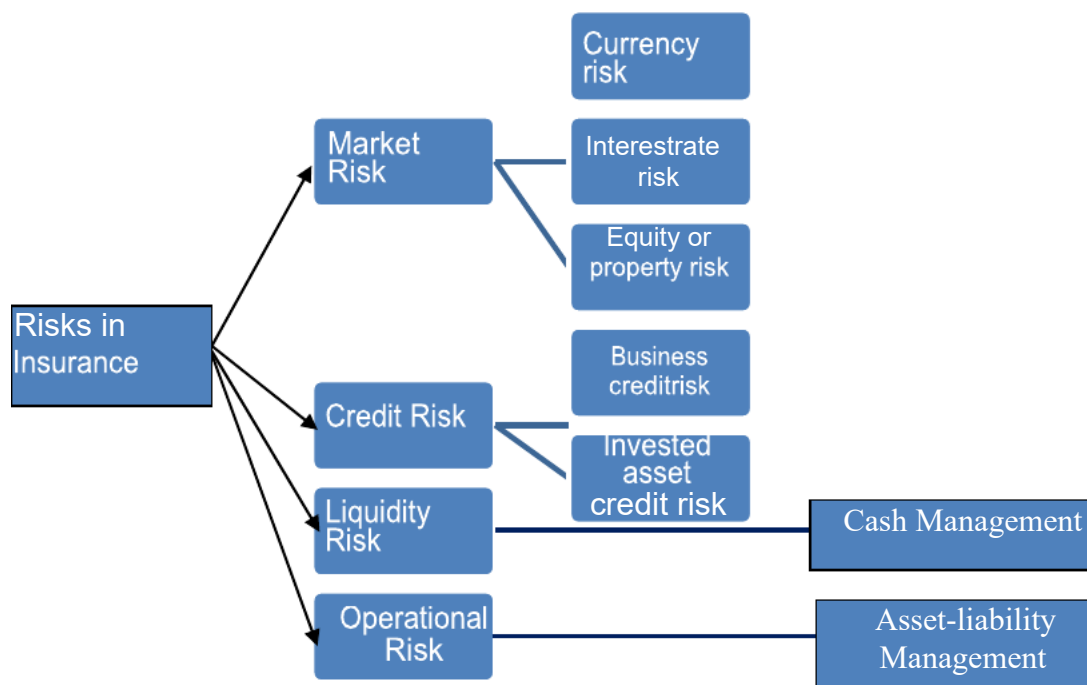 Currency
risk
Market
Risk
Interestrate
risk
Equity or
property risk
Risks in
Insurance
Business
creditrisk
Credit Risk
Invested
asset
credit risk
Liquidity
Risk
Cash Management
Operational
Risk
Asset-liability
Management